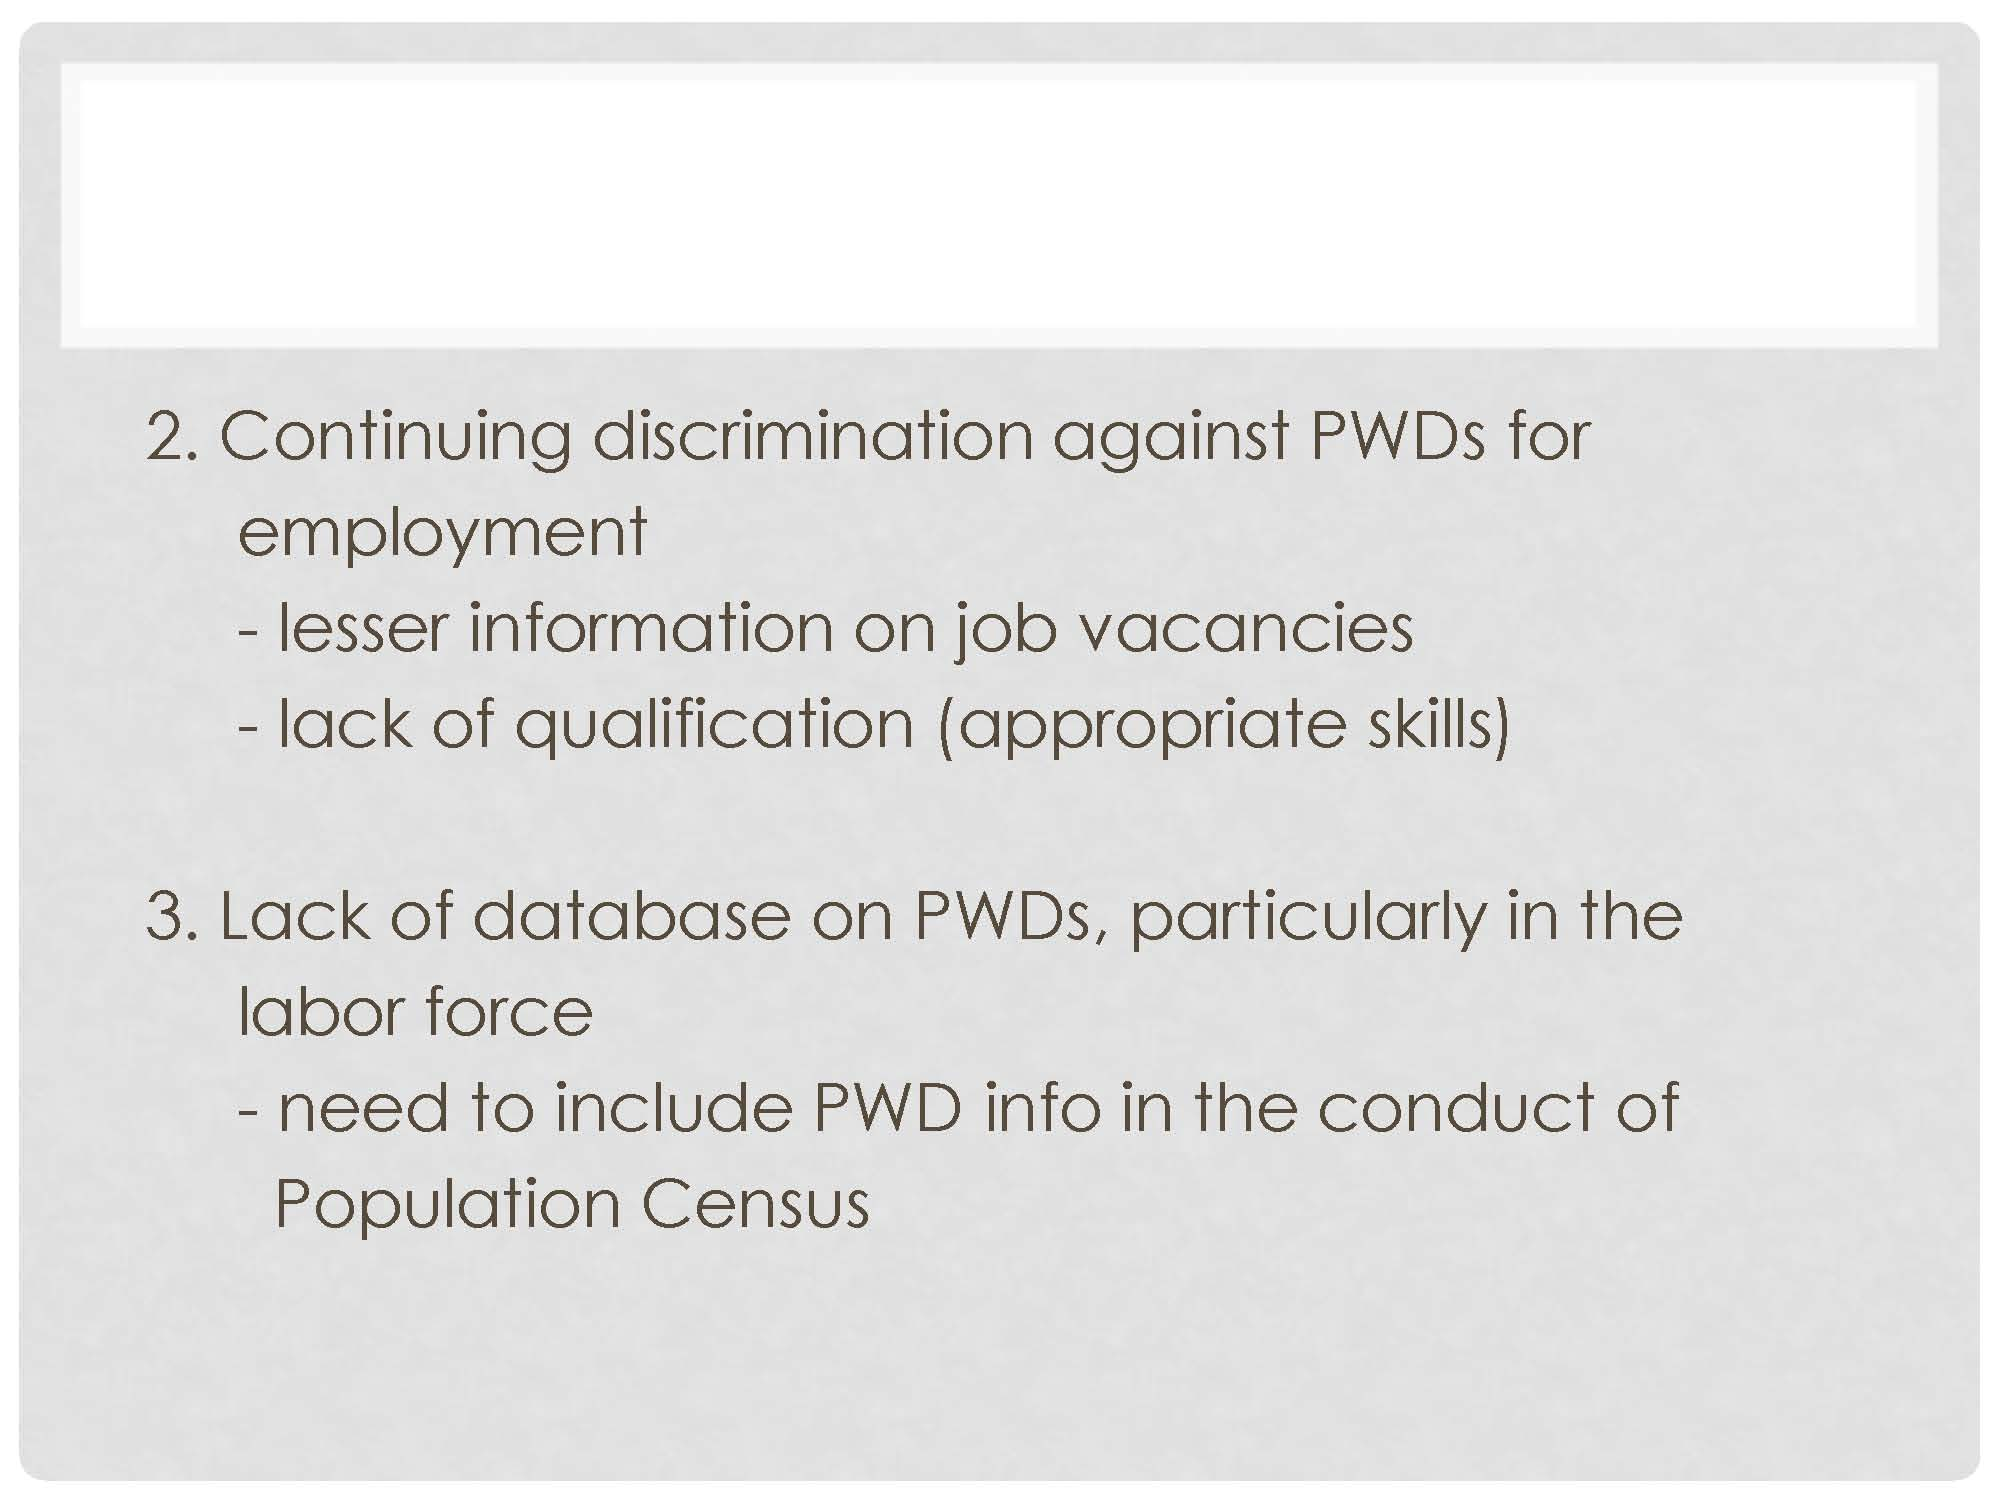 2. Continuing discrimination against PWDs for
employment
- lesser information on job vacancies
- lack of qualification (appropriate skills)
3. Lack of database on PWDs, particularly in the
labor force
- need to include PWD info in the conduct of
Population Census